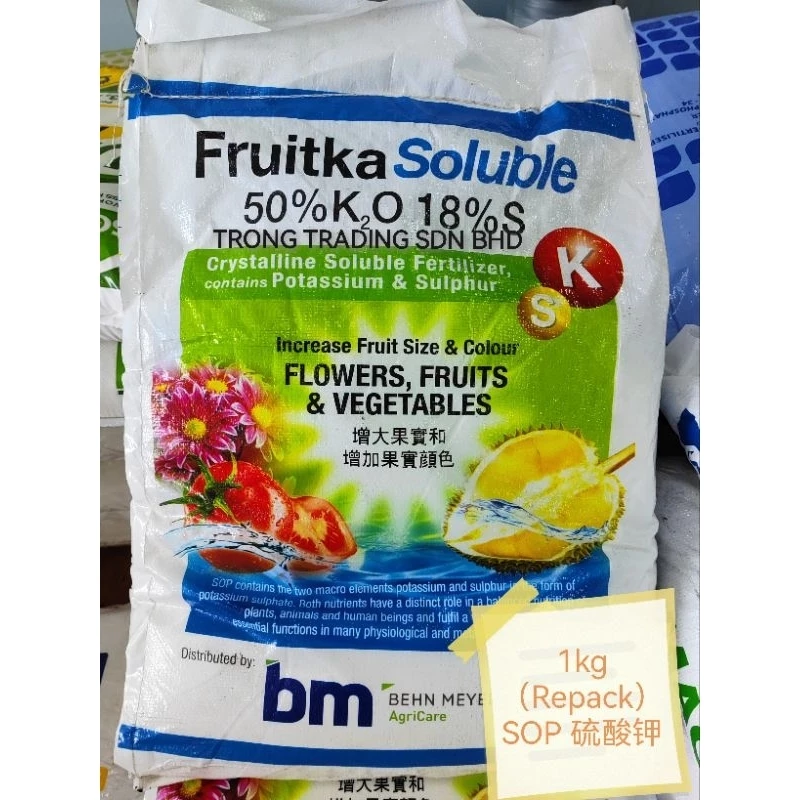 Fruitka Soluble
50%K₂O 18%S
TRONG TRADING SDN BHD
Crystalline Soluble Fertilizer,
contains Potassium & Sulphur
K
S
Increase Fruit Size & Colour
FLOWERS, FRUITS
& VEGETABLES
增大果實和
增加果實顏色
SOP contains the two macro elements potassium and sulphur in the form of
potassium sulphate. Both nutrients have a distinct role in a
plants, animals and human beings and fulfil a
essential functions in many physiological and
Distributed by:
bm BEHN MEYE
AgriCare
1kg
(Repack)
SOP 硫酸钾
增大果實和